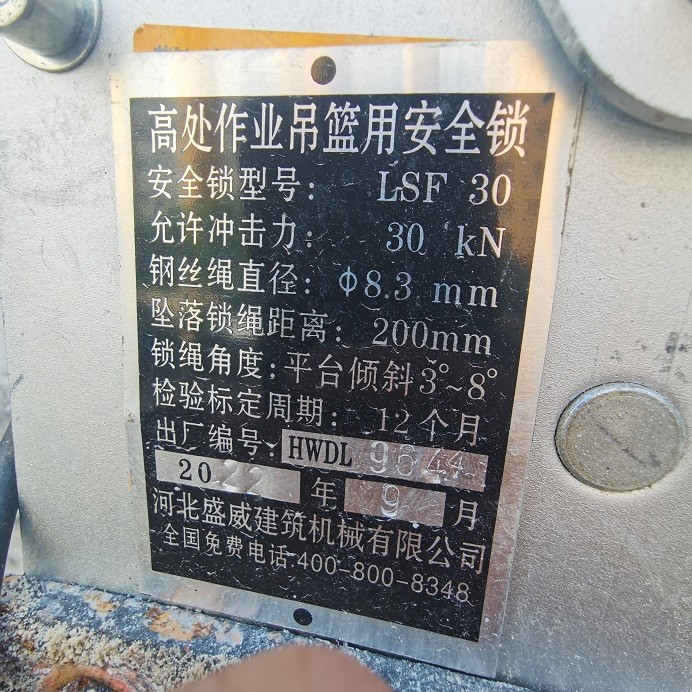 高处作业吊篮用安全锁
安全锁型号: LSF 30
允许冲击力: 30 kN
钢丝绳直径: Φ8.3 mm
坠落锁绳距离: 200mm
锁绳角度:平台倾斜3°~8°
检验标定周期: 12个月
出厂编号: HWDL 9644
2022 年 9 月
河北盛威建筑机械有限公司
全国免费电话-400-800-8348